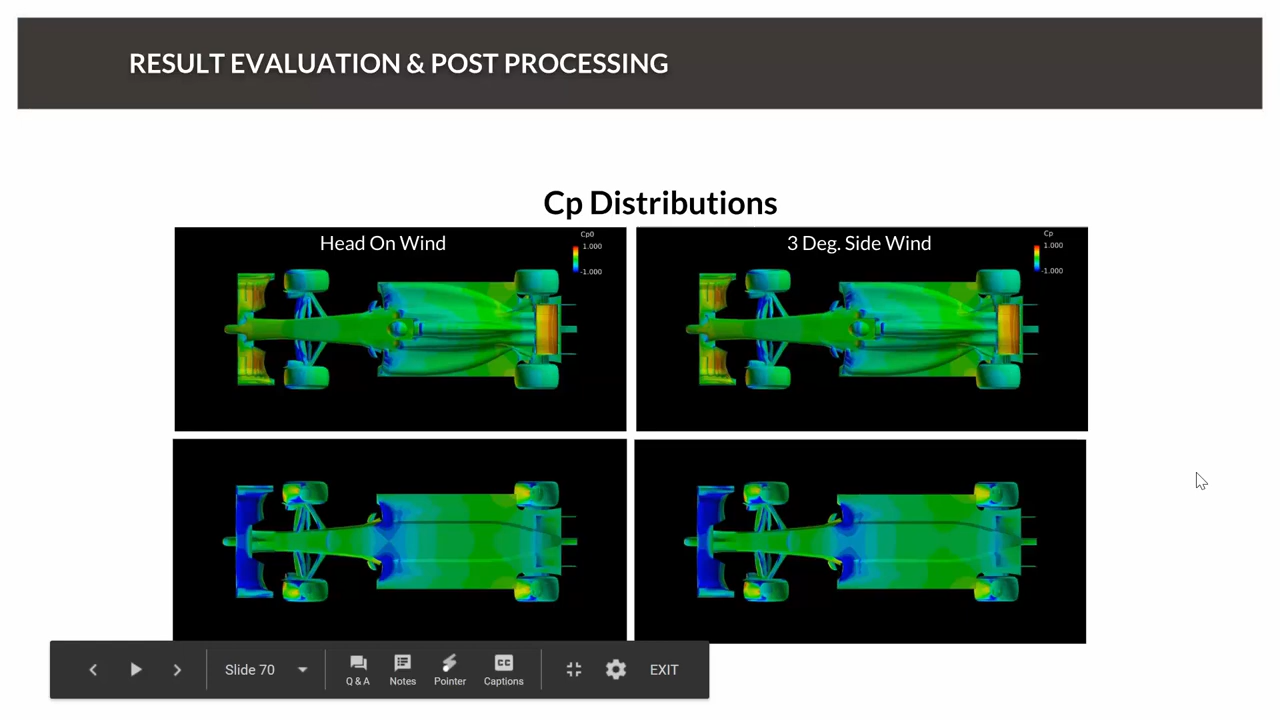 RESULT EVALUATION & POST PROCESSING
Cp Distributions
Head On Wind
Cp0
1.000
-1.000
3 Deg. Side Wind
Cp
1.000
-1.000
Slide 70
Q & A
Notes
Pointer
CC
Captions
EXIT